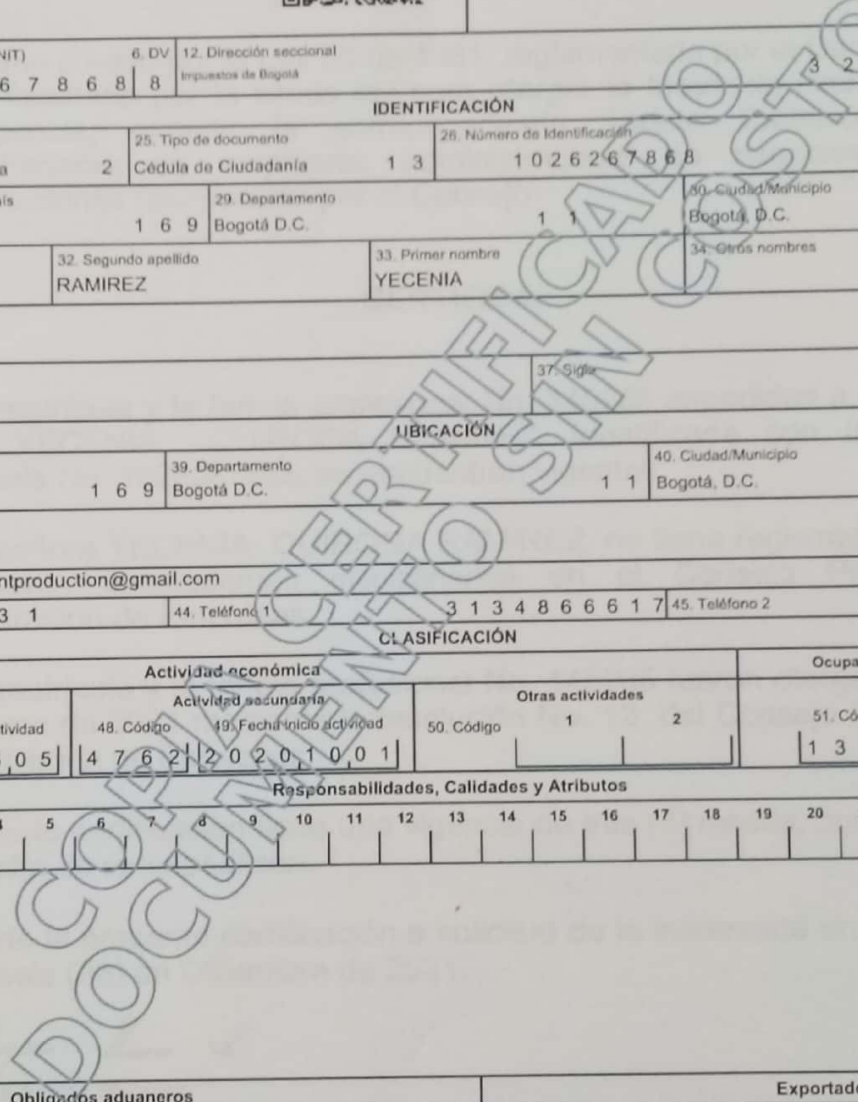 NIT) 6. DV 12. Dirección seccional
6 7 8 6 8 8 Impuestos de Bogotá 3 2
IDENTIFICACIÓN
25. Tipo de documento 26. Número de Identificación
a 2 Cédula de Ciudadanía 1 3 1 0 2 6 2 6 7 8 6 8
ís 29. Departamento 30. Ciudad/Municipio
1 6 9 Bogotá D.C. 1 1 Bogotá, D.C.
32. Segundo apellido 33. Primer nombre 34. Otros nombres
RAMIREZ YECENIA
37. Sigla
UBICACIÓN
39. Departamento 40. Ciudad/Municipio
1 6 9 Bogotá D.C. 1 1 Bogotá, D.C.
ntproduction@gmail.com
3 1 44. Teléfono 1 3 1 3 4 8 6 6 6 1 7 45. Teléfono 2
CLASIFICACIÓN
Actividad económica Ocupa
Actividad secundaria Otras actividades
tividad 48. Código 49. Fecha inicio actividad 50. Código 1 2 51. Có
0 5 4 7 6 2 2 0 2 0 1 0 0 1 1 3
Responsabilidades, Calidades y Atributos
5 6 7 8 9 10 11 12 13 14 15 16 17 18 19 20
Obligados aduaneros Exportado
COPIA CERTIFICADO
DOCUMENTO SIN COSTO